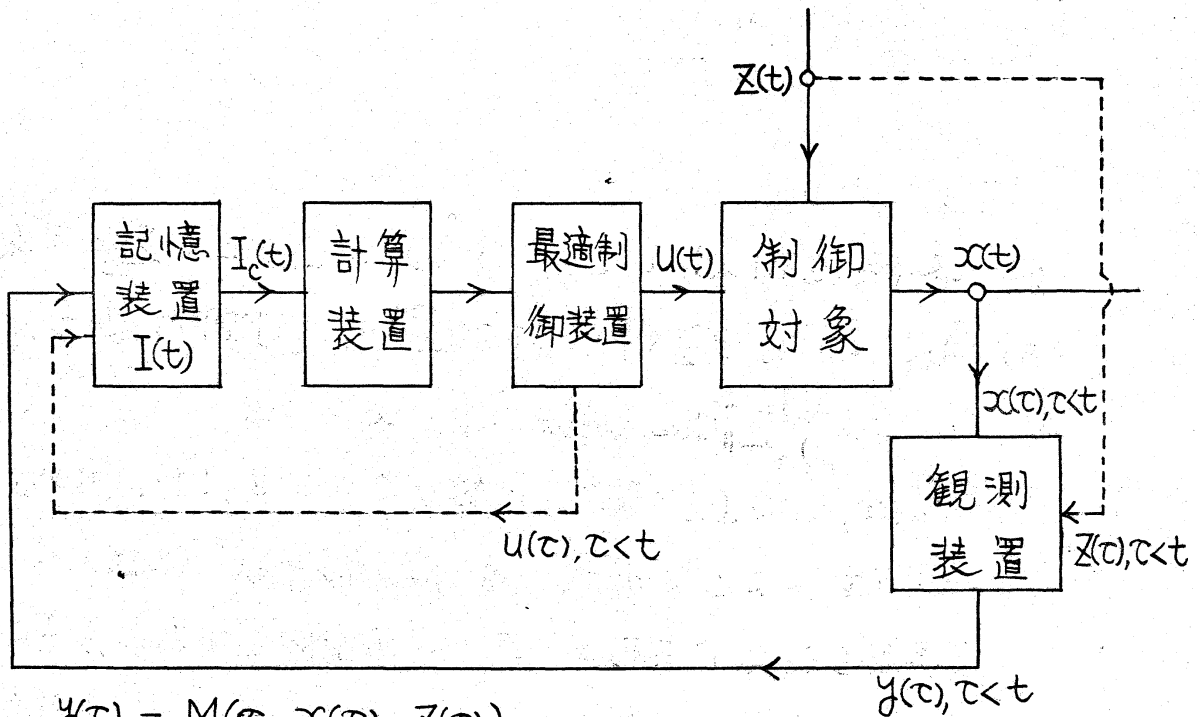 Z(t)
記憶
装置
I(t)
I_c(t)
計算
装置
最適制
御装置
u(t)
制御
対象
x(t)
x(τ), τ<t
観測
装置
Z(τ), τ<t
u(τ), τ<t
y(τ), τ<t
y(τ) = M(τ, x(τ), Z(τ))